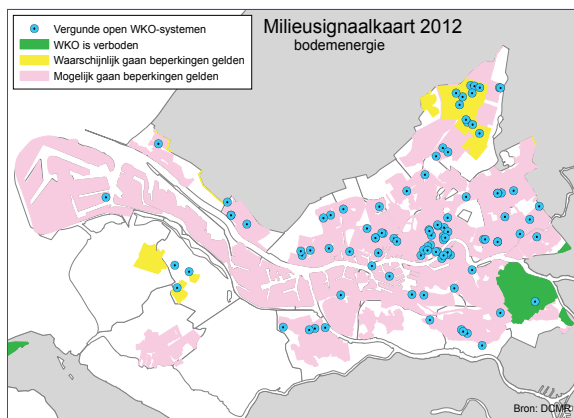 Milieusignaalkaart 2012
bodemenergie
Vergunde open WKO-systemen
WKO is verboden
Waarschijnlijk gaan beperkingen gelden
Mogelijk gaan beperkingen gelden
Bron: DCMR